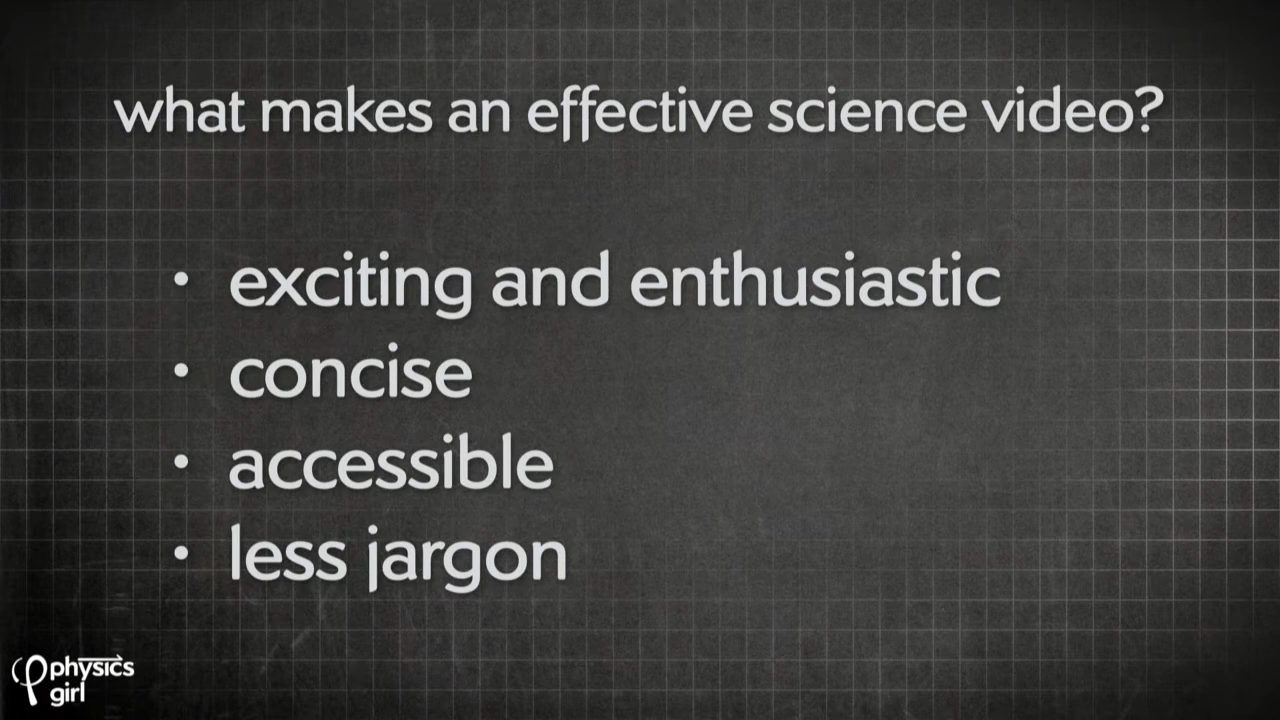 what makes an effective science video?
• exciting and enthusiastic
• concise
• accessible
• less jargon
physics
girl